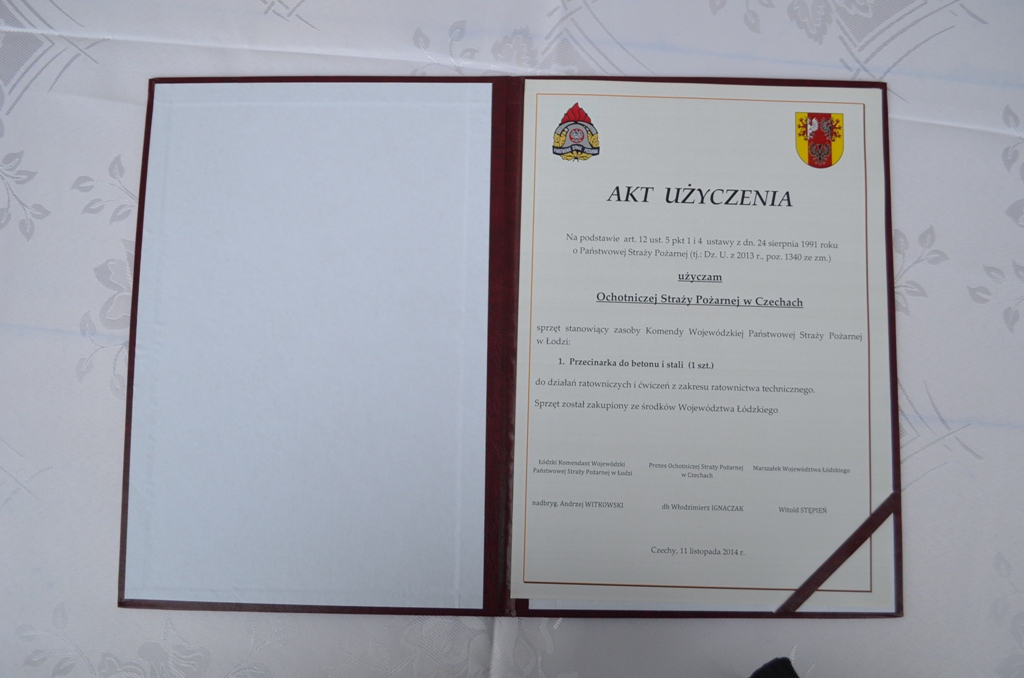 AKT UŻYCZENIA
Na podstawie art. 12 ust. 5 pkt 1 i 4 ustawy z dn. 24 sierpnia 1991 roku
o Państwowej Straży Pożarnej (tj.: Dz. U. z 2013 r., poz. 1340 ze zm.)
użyczam
Ochotniczej Straży Pożarnej w Czechach
sprzęt stanowiący zasoby Komendy Wojewódzkiej Państwowej Straży Pożarnej
w Łodzi:
1. Przecinarka do betonu i stali (1 szt.)
do działań ratowniczych i ćwiczeń z zakresu ratownictwa technicznego.
Sprzęt został zakupiony ze środków Województwa Łódzkiego
Łódzki Komendant Wojewódzki
Państwowej Straży Pożarnej w Łodzi
nadbryg. Andrzej WITKOWSKI
Prezes Ochotniczej Straży Pożarnej
w Czechach
dh Włodzimierz IGNACZAK
Marszałek Województwa Łódzkiego
Witold STĘPIEŃ
Czechy, 11 listopada 2014 r.